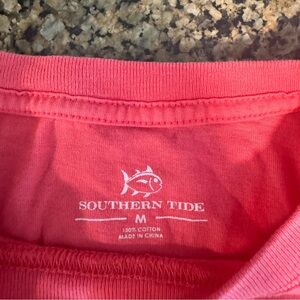 SOUTHERN TIDE
M
100% COTTON
MADE IN CHINA